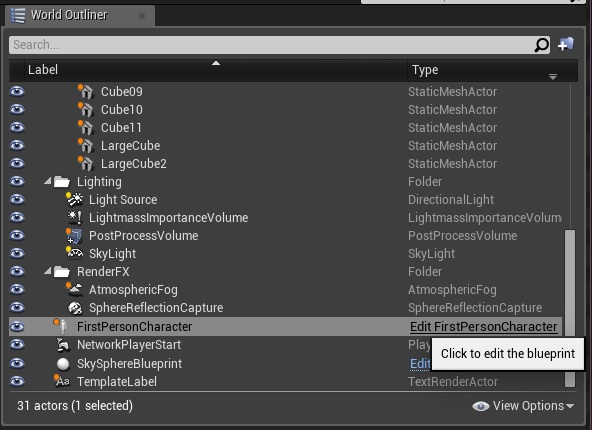 World Outliner
Search...
Label Type
Cube09 StaticMeshActor
Cube10 StaticMeshActor
Cube11 StaticMeshActor
LargeCube StaticMeshActor
LargeCube2 StaticMeshActor
Lighting Folder
Light Source DirectionalLight
LightmassImportanceVolume LightmassImportanceVolum
PostProcessVolume PostProcessVolume
SkyLight SkyLight
RenderFX Folder
AtmosphericFog AtmosphericFog
SphereReflectionCapture SphereReflectionCapture
FirstPersonCharacter Edit FirstPersonCharacter
NetworkPlayerStart Play
Click to edit the blueprint
SkySphereBlueprint Edit
TemplateLabel TextRenderActor
31 actors (1 selected) View Options